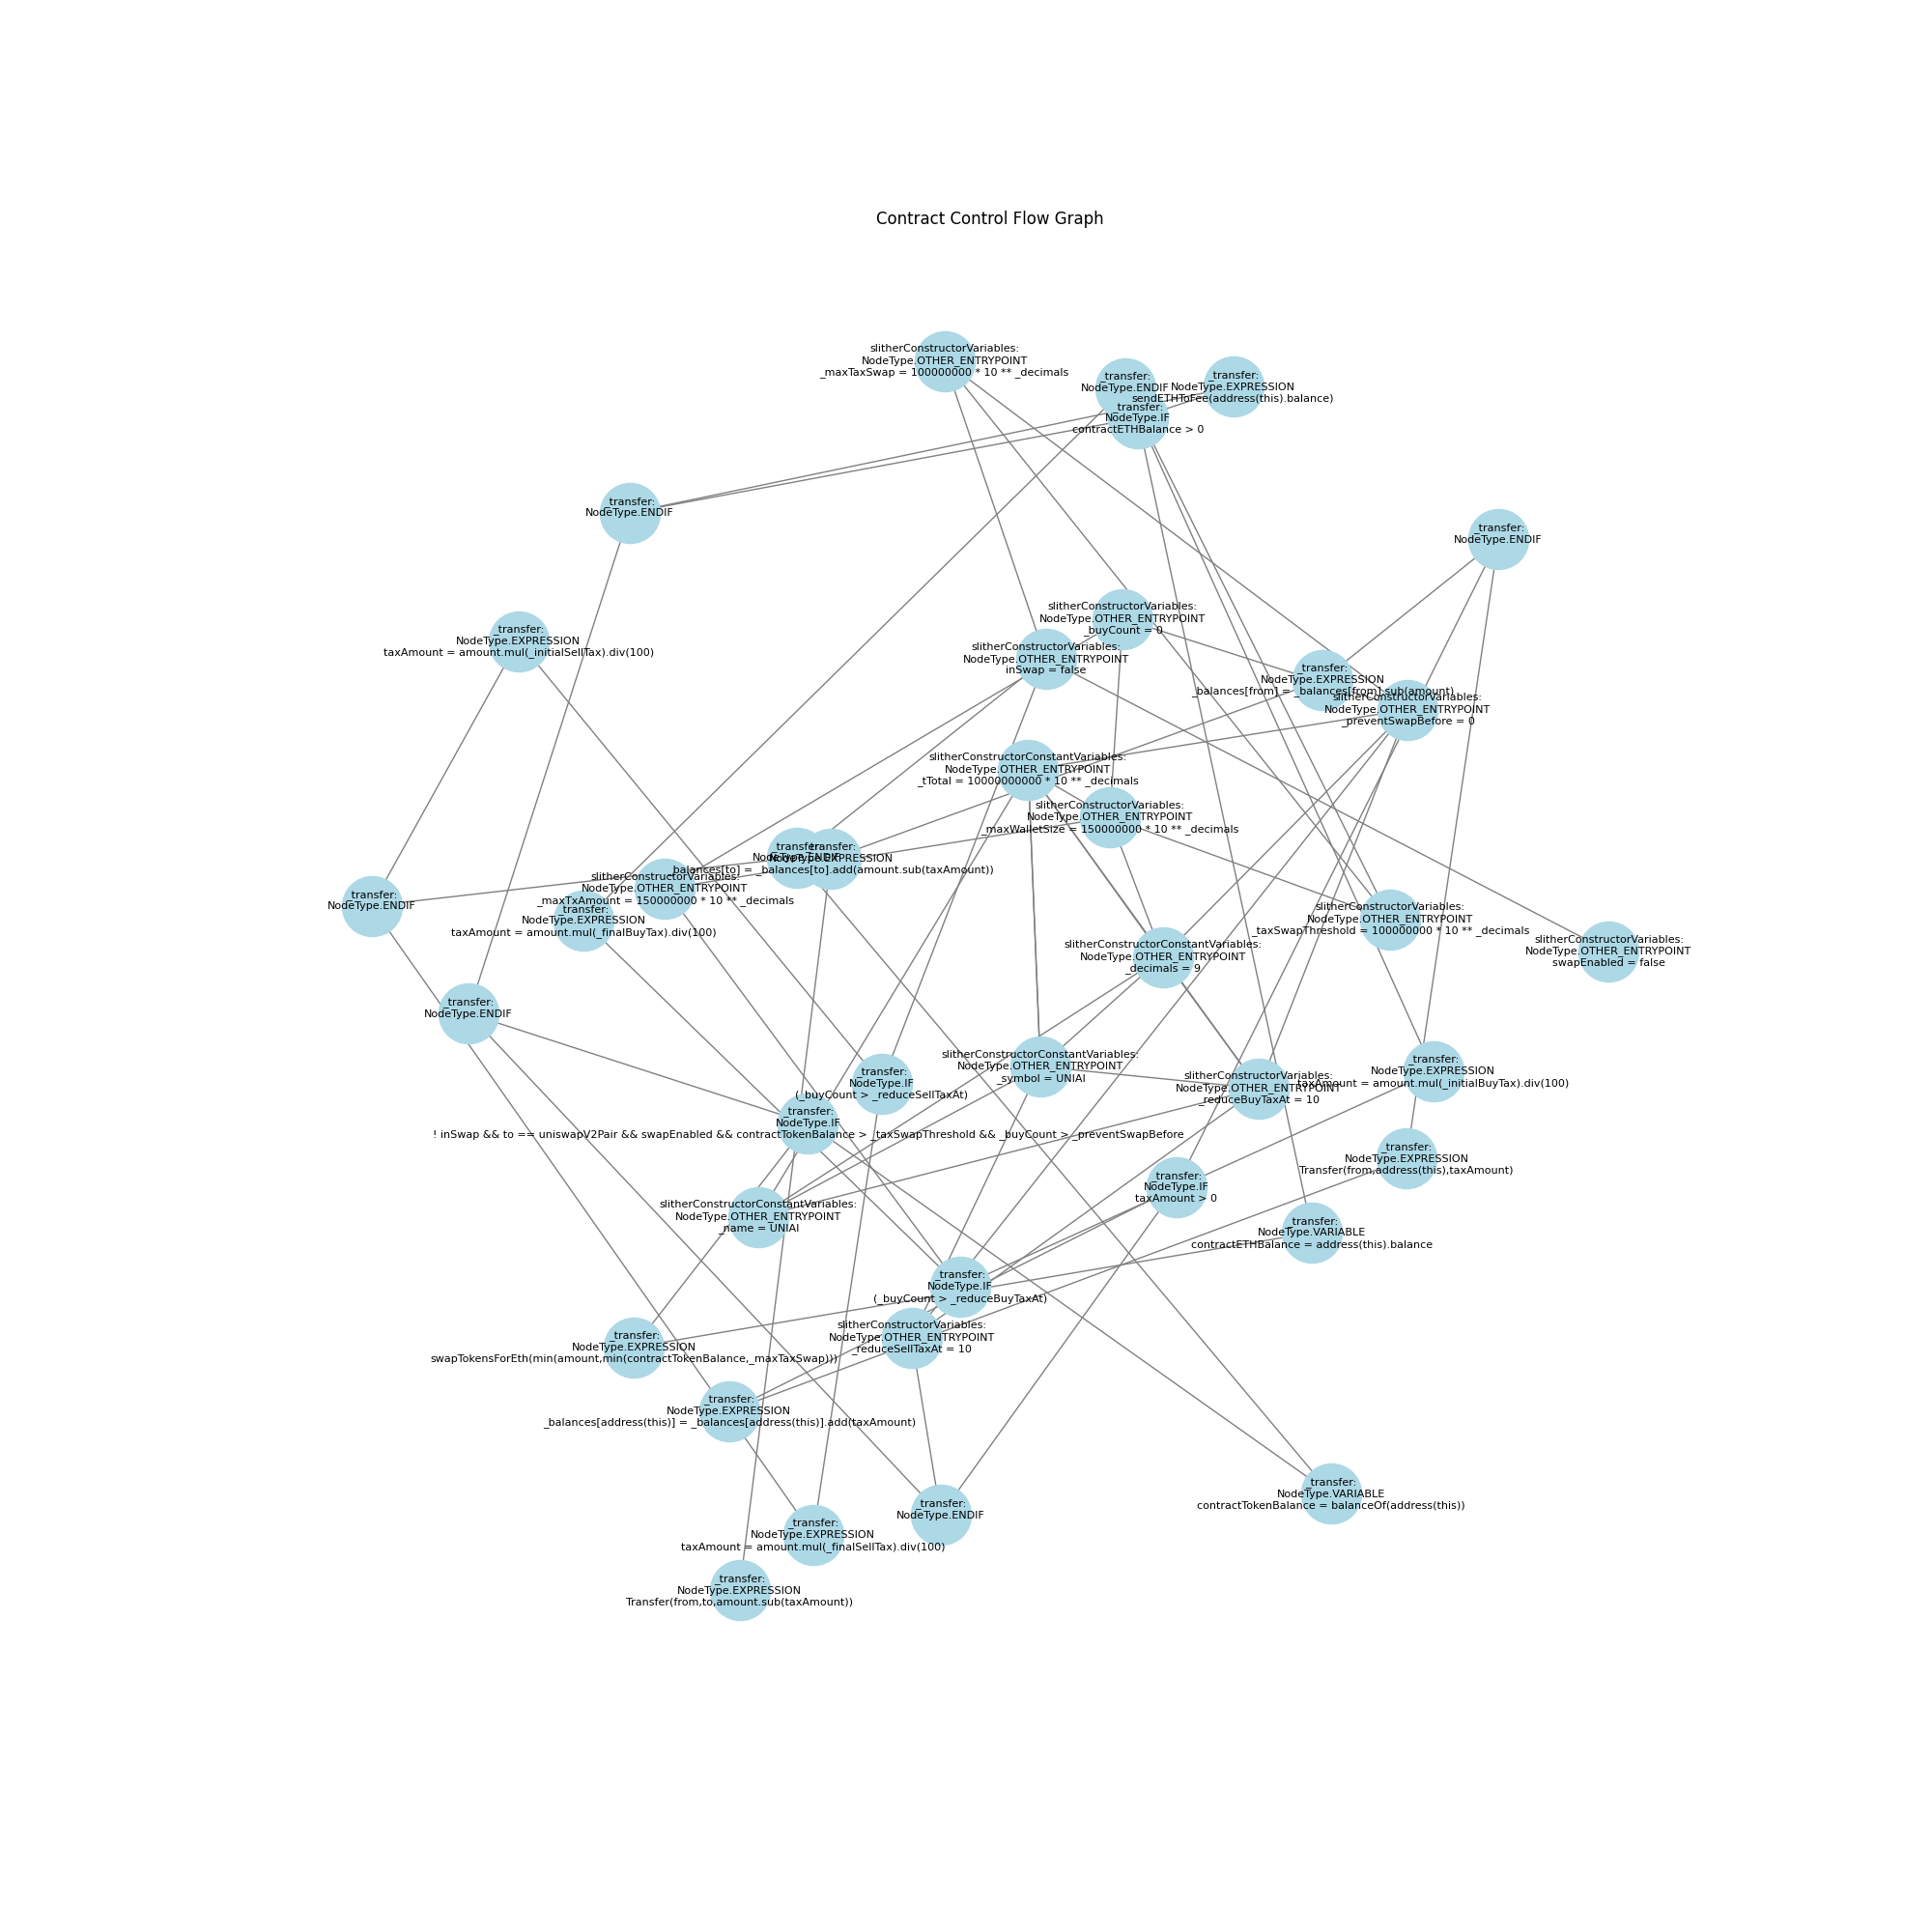 Contract Control Flow Graph
slitherConstructorVariables:
NodeType.OTHER_ENTRYPOINT
_maxTaxSwap = 100000000 * 10 ** _decimals
_transfer:
NodeType.ENDIF
_transfer:
NodeType.EXPRESSION
sendETHToFee(address(this).balance)
_transfer:
NodeType.IF
contractETHBalance > 0
_transfer:
NodeType.ENDIF
_transfer:
NodeType.ENDIF
slitherConstructorVariables:
NodeType.OTHER_ENTRYPOINT
_buyCount = 0
_transfer:
NodeType.EXPRESSION
taxAmount = amount.mul(_initialSellTax).div(100)
slitherConstructorVariables:
NodeType.OTHER_ENTRYPOINT
inSwap = false
_transfer:
NodeType.EXPRESSION
_balances[from] = _balances[from].sub(amount)
slitherConstructorVariables:
NodeType.OTHER_ENTRYPOINT
_preventSwapBefore = 0
slitherConstructorConstantVariables:
NodeType.OTHER_ENTRYPOINT
_tTotal = 10000000000 * 10 ** _decimals
slitherConstructorVariables:
NodeType.OTHER_ENTRYPOINT
_maxWalletSize = 150000000 * 10 ** _decimals
_transfer:
NodeType.ENDIF
_transfer:
NodeType.EXPRESSION
_balances[to] = _balances[to].add(amount.sub(taxAmount))
slitherConstructorVariables:
NodeType.OTHER_ENTRYPOINT
_maxTxAmount = 150000000 * 10 ** _decimals
_transfer:
NodeType.ENDIF
_transfer:
NodeType.EXPRESSION
taxAmount = amount.mul(_finalBuyTax).div(100)
slitherConstructorVariables:
NodeType.OTHER_ENTRYPOINT
_taxSwapThreshold = 100000000 * 10 ** _decimals
slitherConstructorVariables:
NodeType.OTHER_ENTRYPOINT
swapEnabled = false
slitherConstructorConstantVariables:
NodeType.OTHER_ENTRYPOINT
_decimals = 9
_transfer:
NodeType.ENDIF
slitherConstructorConstantVariables:
NodeType.OTHER_ENTRYPOINT
_symbol = UNIAI
_transfer:
NodeType.EXPRESSION
taxAmount = amount.mul(_initialBuyTax).div(100)
_transfer:
NodeType.IF
(_buyCount > _reduceSellTaxAt)
slitherConstructorVariables:
NodeType.OTHER_ENTRYPOINT
_reduceBuyTaxAt = 10
_transfer:
NodeType.IF
! inSwap && to == uniswapV2Pair && swapEnabled && contractTokenBalance > _taxSwapThreshold && _buyCount > _preventSwapBefore
_transfer:
NodeType.EXPRESSION
Transfer(from,address(this),taxAmount)
_transfer:
NodeType.IF
taxAmount > 0
slitherConstructorConstantVariables:
NodeType.OTHER_ENTRYPOINT
_name = UNIAI
_transfer:
NodeType.VARIABLE
contractETHBalance = address(this).balance
_transfer:
NodeType.IF
(_buyCount > _reduceBuyTaxAt)
slitherConstructorVariables:
NodeType.OTHER_ENTRYPOINT
_reduceSellTaxAt = 10
_transfer:
NodeType.EXPRESSION
swapTokensForEth(min(amount,min(contractTokenBalance,_maxTaxSwap)))
_transfer:
NodeType.EXPRESSION
_balances[address(this)] = _balances[address(this)].add(taxAmount)
_transfer:
NodeType.VARIABLE
contractTokenBalance = balanceOf(address(this))
_transfer:
NodeType.ENDIF
_transfer:
NodeType.EXPRESSION
taxAmount = amount.mul(_finalSellTax).div(100)
_transfer:
NodeType.EXPRESSION
Transfer(from,to,amount.sub(taxAmount))